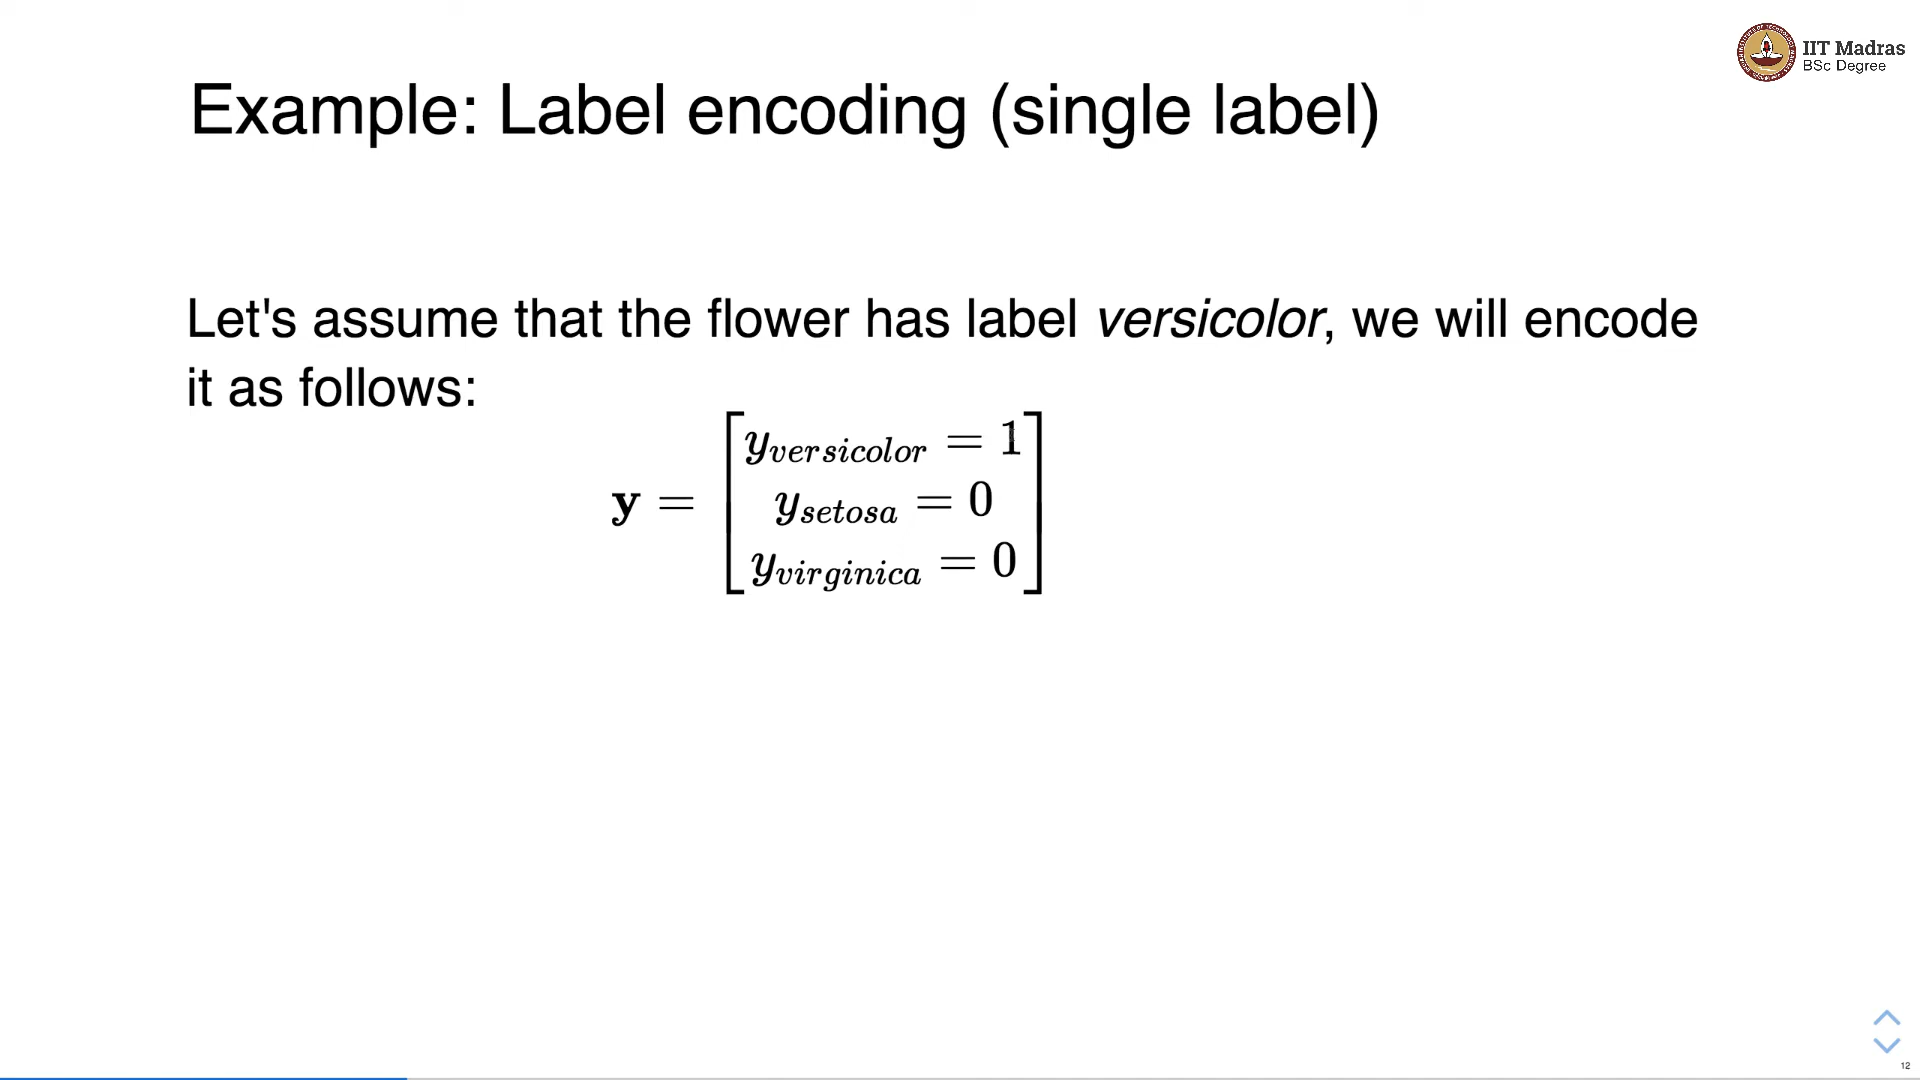 IIT Madras
BSc Degree
Example: Label encoding (single label)
Let's assume that the flower has label versicolor, we will encode
it as follows:
y_versicolor = 1
y = y_setosa = 0
y_virginica = 0
12